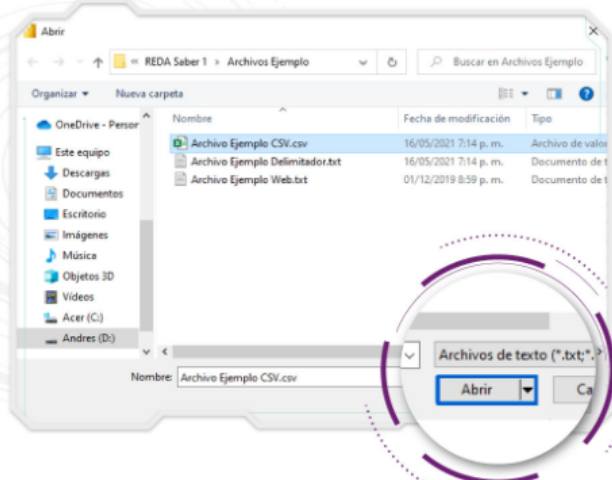 Abrir
« REDA Saber 1 > Archivos Ejemplo
Buscar en Archivos Ejemplo
Organizar
Nueva carpeta
Nombre
Fecha de modificación
Tipo
OneDrive - Person
Este equipo
Descargas
Documentos
Escritorio
Imágenes
Música
Objetos 3D
Vídeos
Acer (C:)
Andres (D:)
Archivo Ejemplo CSV.csv 16/05/2021 7:14 p. m. Archivo de valor
Archivo Ejemplo Delimitador.txt 16/05/2021 7:14 p. m. Documento de t
Archivo Ejemplo Web.txt 01/12/2019 8:59 p. m. Documento de t
Nombre: Archivo Ejemplo CSV.csv
Archivos de texto (*.txt;*.
Abrir
Ca